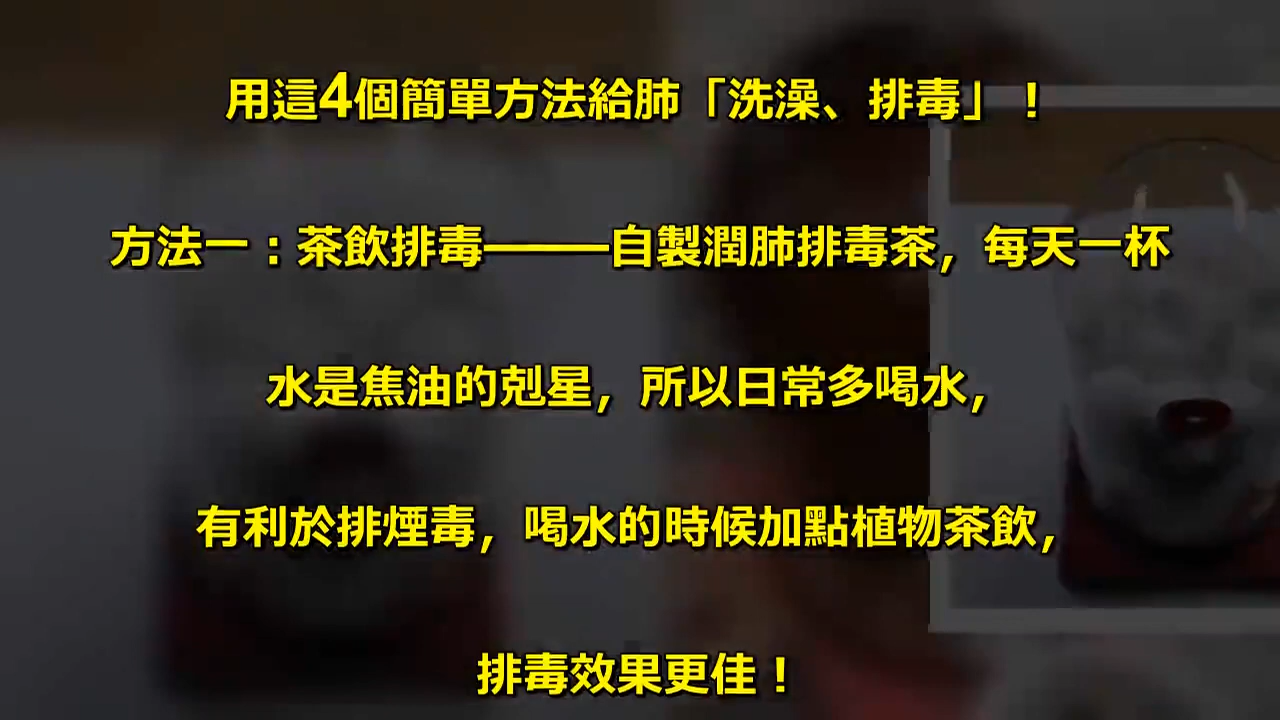 用這4個簡單方法給肺「洗澡、排毒」！
方法一：茶飲排毒———自製潤肺排毒茶，每天一杯
水是焦油的剋星，所以日常多喝水，
有利於排煙毒，喝水的時候加點植物茶飲，
排毒效果更佳！